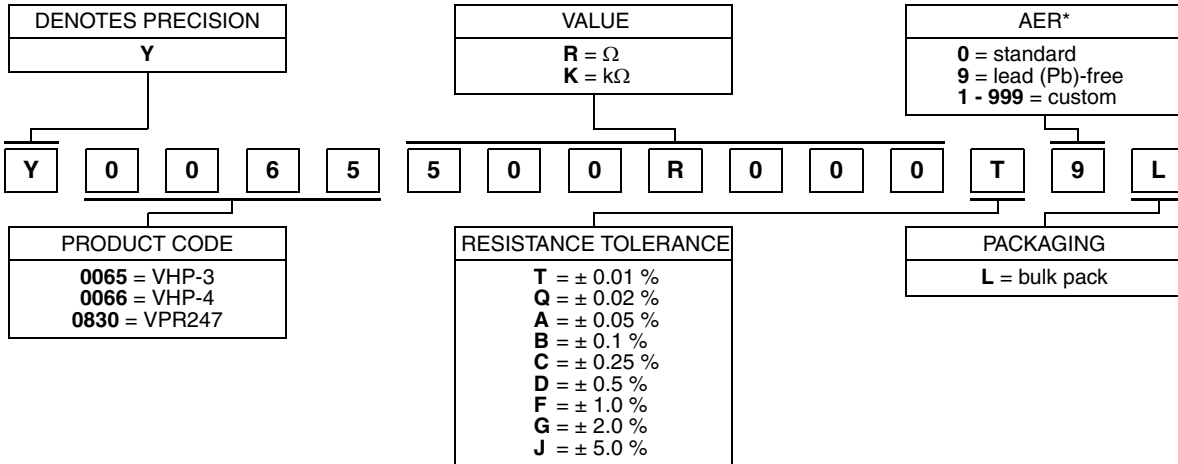 DENOTES PRECISION
Y
VALUE
R = Ω
K = kΩ
AER*
0 = standard
9 = lead (Pb)-free
1 - 999 = custom
Y 0 0 6 5 5 0 0 R 0 0 0 T 9 L
PRODUCT CODE
0065 = VHP-3
0066 = VHP-4
0830 = VPR247
RESISTANCE TOLERANCE
T = ± 0.01 %
Q = ± 0.02 %
A = ± 0.05 %
B = ± 0.1 %
C = ± 0.25 %
D = ± 0.5 %
F = ± 1.0 %
G = ± 2.0 %
J = ± 5.0 %
PACKAGING
L = bulk pack